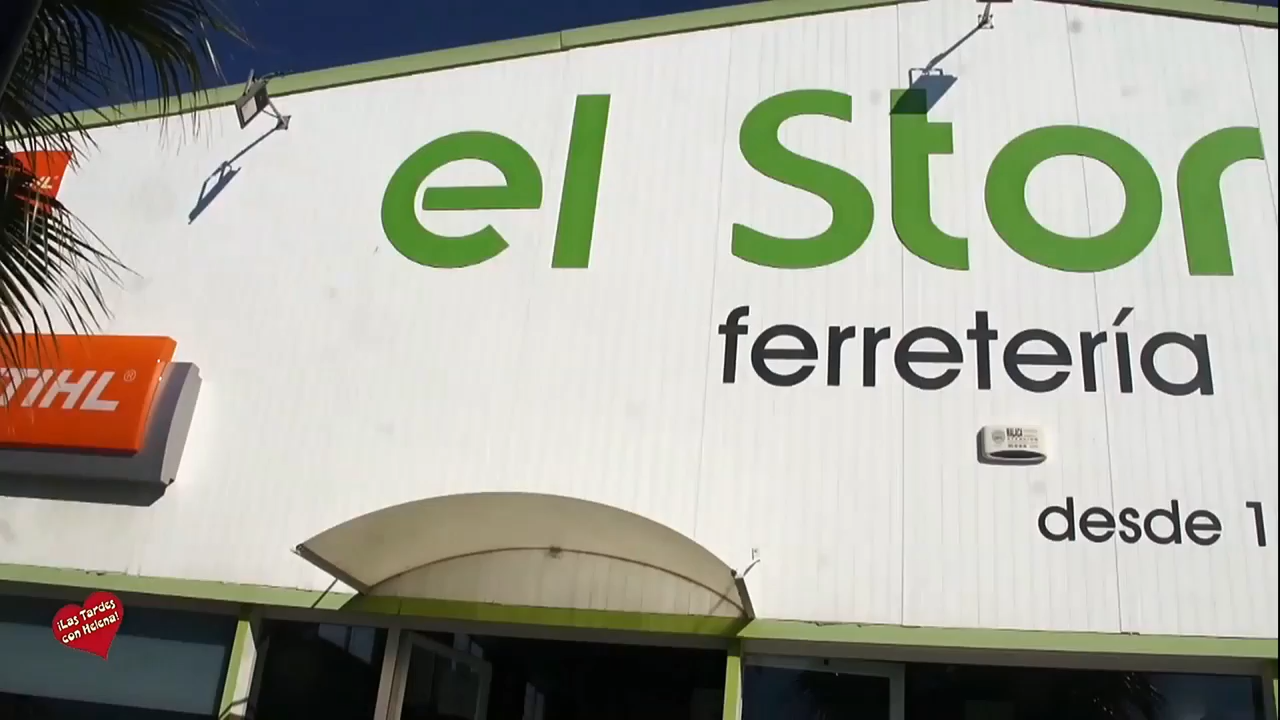 el Stor
ferretería
STIHL®
desde 1
¡Las Tardes
con Helena!